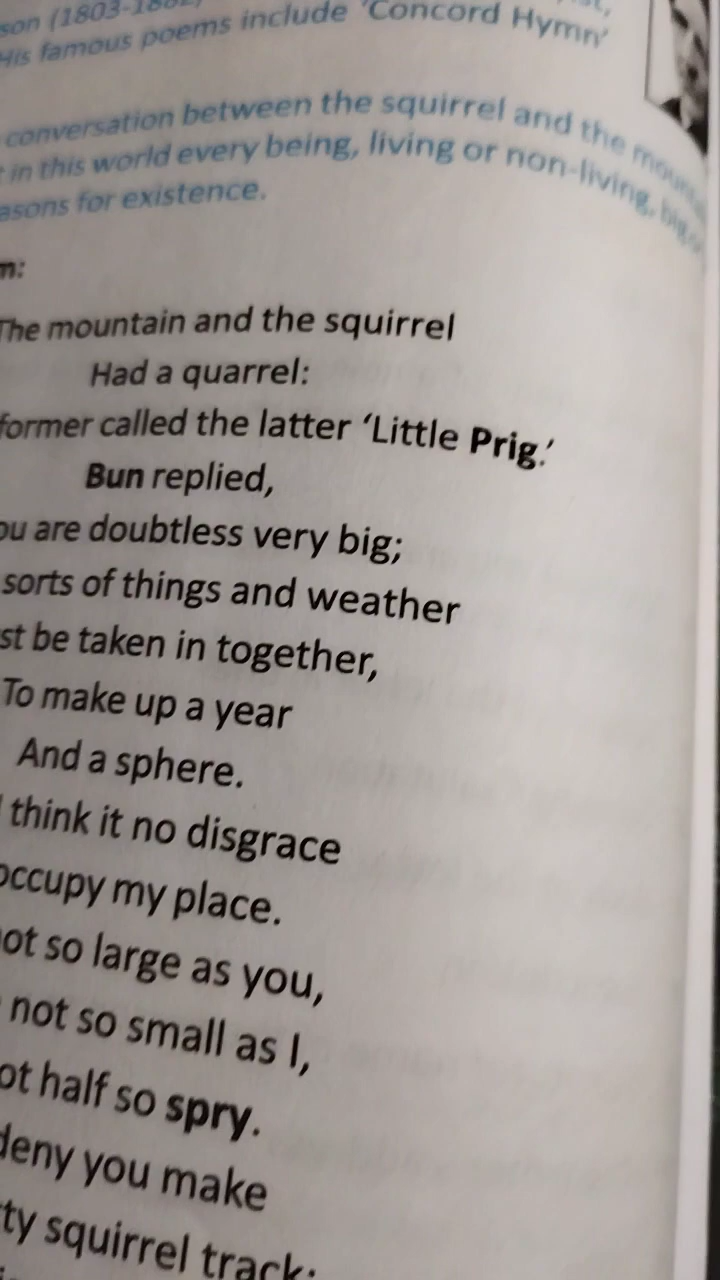 son (1803-1882)
His famous poems include 'Concord Hymn'
conversation between the squirrel and the
in this world every being, living or non-living, big
asons for existence.
m:
The mountain and the squirrel
Had a quarrel:
former called the latter 'Little Prig.'
Bun replied,
ou are doubtless very big;
sorts of things and weather
st be taken in together,
To make up a year
And a sphere.
I think it no disgrace
occupy my place.
ot so large as you,
not so small as I,
ot half so spry.
deny you make
ty squirrel track;